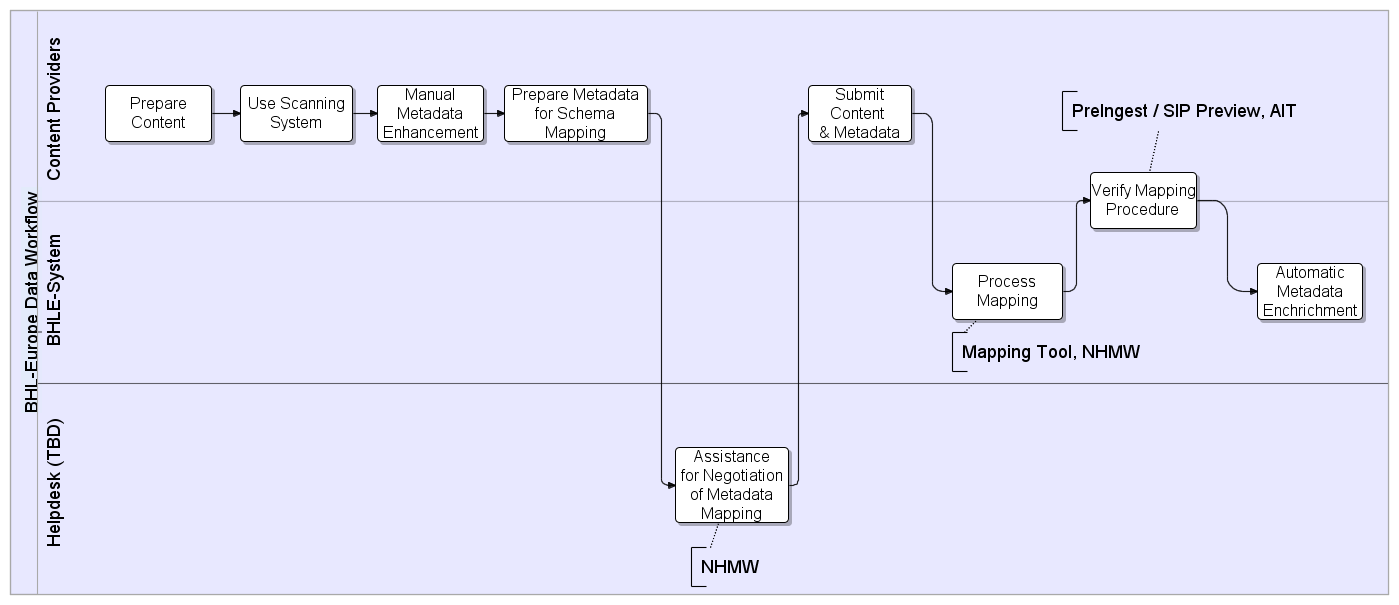 BHL-Europe Data Workflow
Content Providers
Prepare
Content
Use Scanning
System
Manual
Metadata
Enhancement
Prepare Metadata
for Schema
Mapping
Submit
Content
& Metadata
PreIngest / SIP Preview, AIT
Verify Mapping
Procedure
BHLE-System
Process
Mapping
Mapping Tool, NHMW
Automatic
Metadata
Enchrichment
Helpdesk (TBD)
Assistance
for Negotiation
of Metadata
Mapping
NHMW